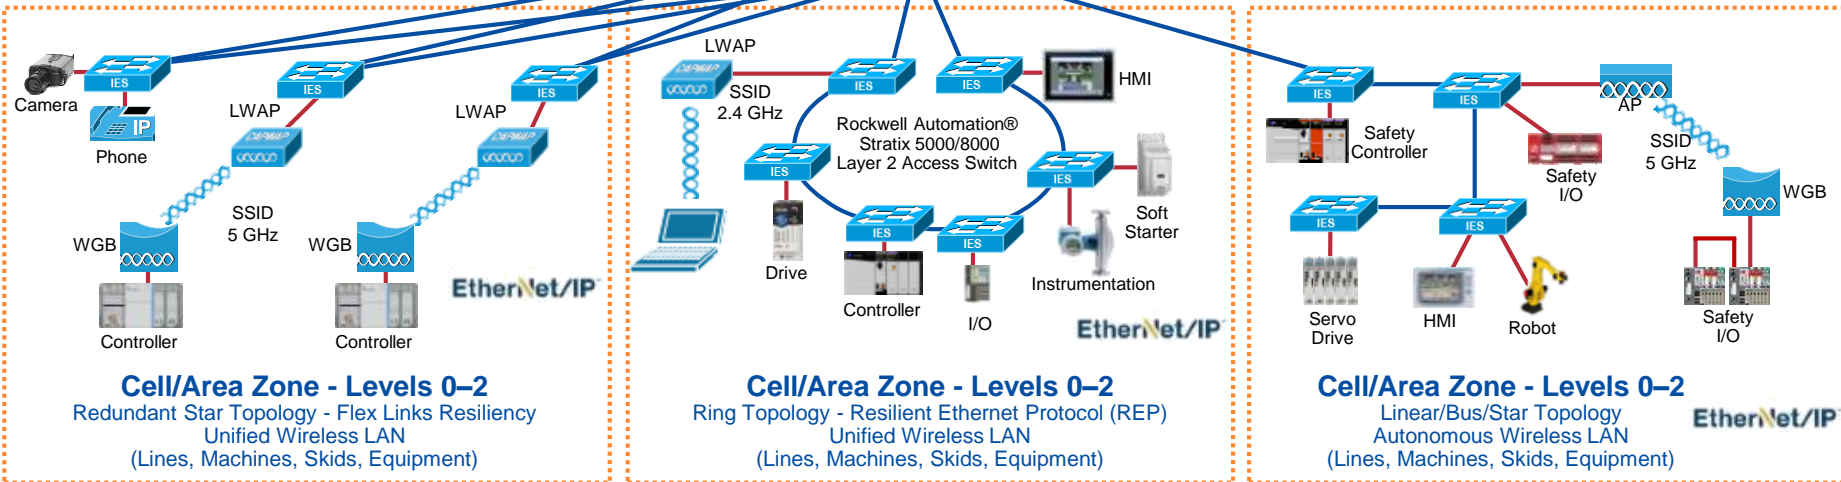 IES
Camera
IP
Phone
IES
LWAP
CAPWAP
IES
LWAP
CAPWAP
SSID
5 GHz
WGB
Controller
WGB
Controller
EtherNet/IP
Cell/Area Zone - Levels 0–2
Redundant Star Topology - Flex Links Resiliency
Unified Wireless LAN
(Lines, Machines, Skids, Equipment)
LWAP
CAPWAP
SSID
2.4 GHz
IES
IES
HMI
Rockwell Automation®
Stratix 5000/8000
Layer 2 Access Switch
IES
IES
Soft
Starter
Drive
IES
Controller
IES
I/O
Instrumentation
EtherNet/IP
Cell/Area Zone - Levels 0–2
Ring Topology - Resilient Ethernet Protocol (REP)
Unified Wireless LAN
(Lines, Machines, Skids, Equipment)
IES
Safety
Controller
IES
AP
Safety
I/O
SSID
5 GHz
WGB
IES
IES
Servo
Drive
HMI
Robot
Safety
I/O
Cell/Area Zone - Levels 0–2
Linear/Bus/Star Topology
Autonomous Wireless LAN
(Lines, Machines, Skids, Equipment)
EtherNet/IP